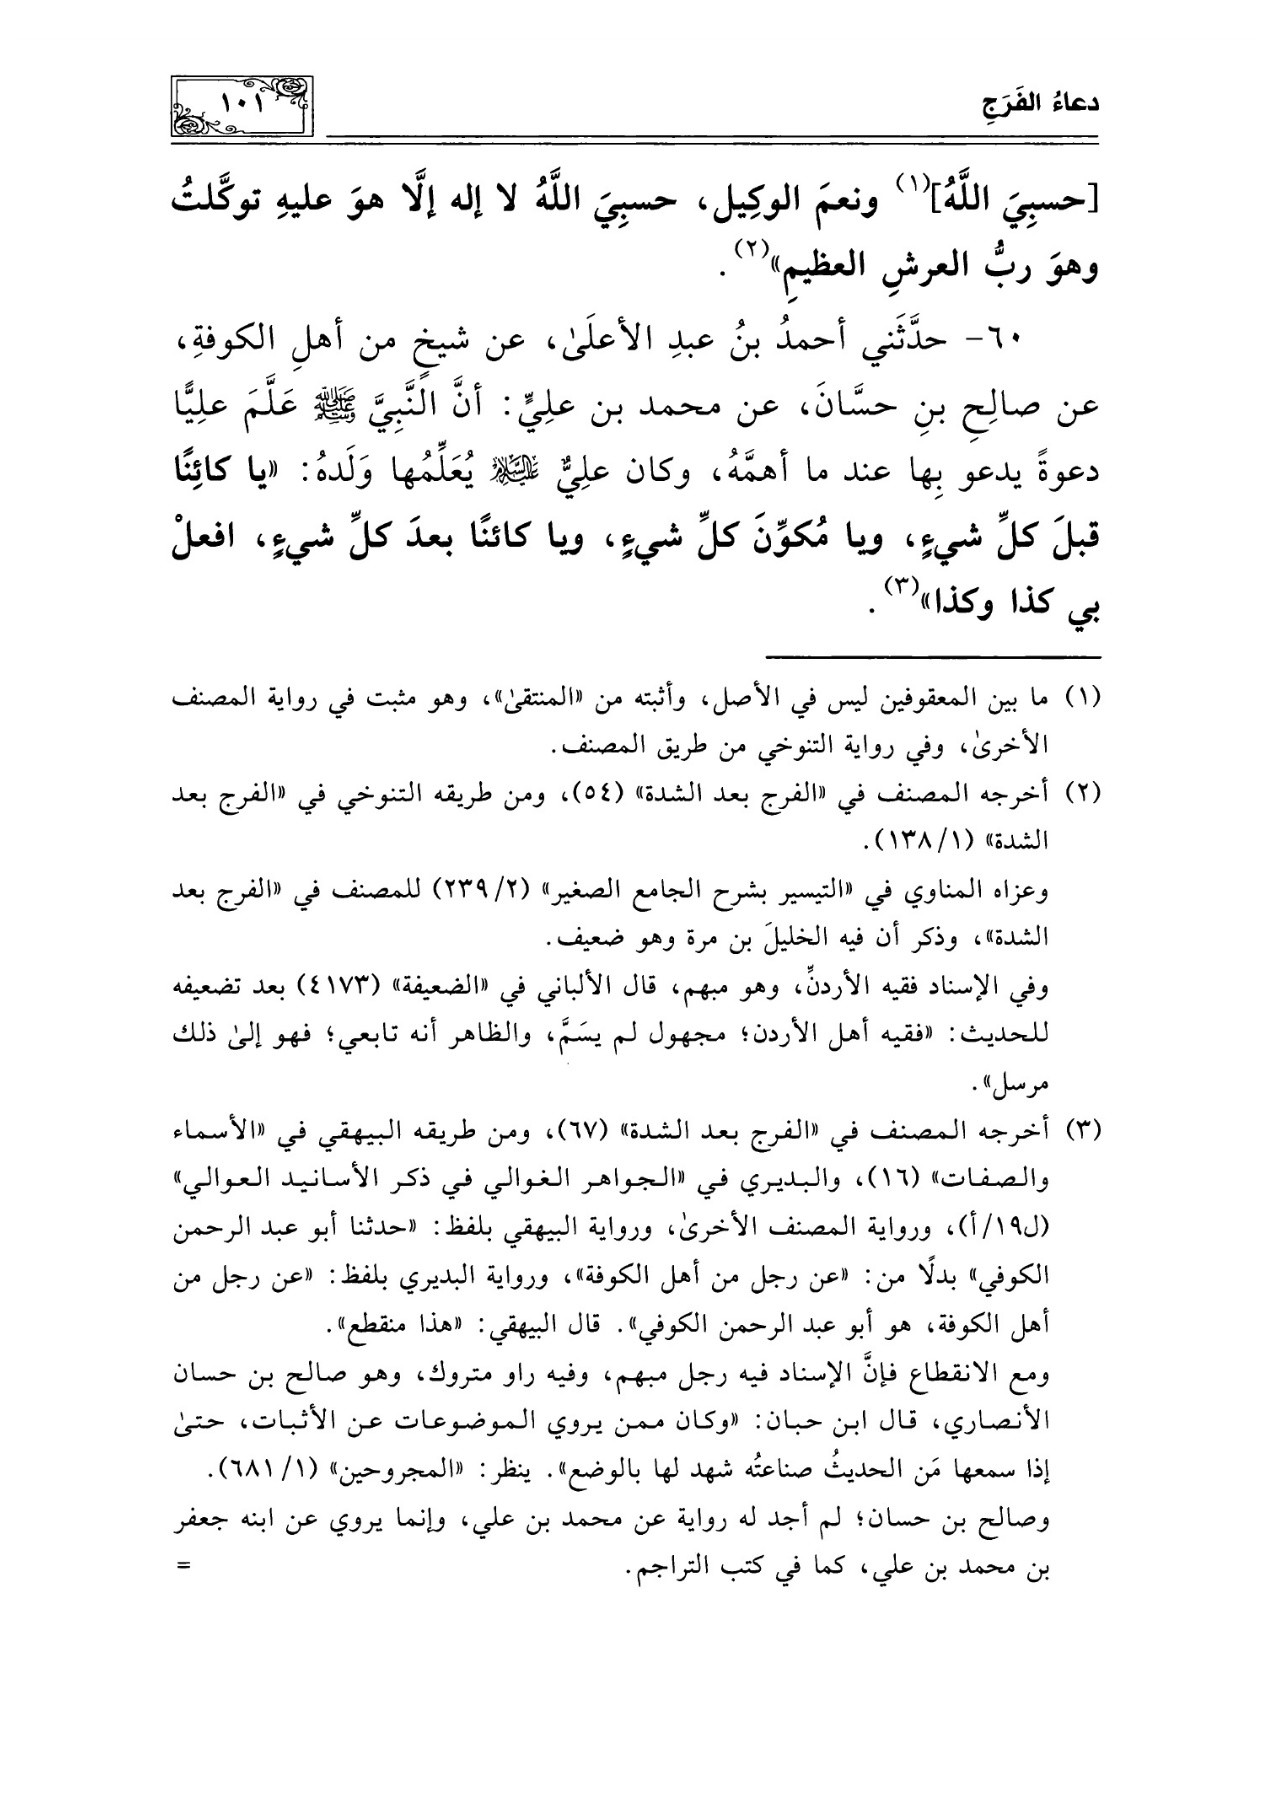 دعاءُ الفَرَجِ
١٠١
[حسبِيَ اللَّهُ](١) ونعمَ الوكِيل، حسبِيَ اللَّهُ لا إله إلَّا هوَ عليهِ توكَّلتُ
وهوَ ربُّ العرشِ العظيمِ»(٢).
٦٠- حدَّثَني أحمدُ بنُ عبدِ الأعلَىٰ، عن شيخٍ من أهلِ الكوفةِ،
عن صالِحِ بنِ حسَّانَ، عن محمد بن عليٍّ: أنَّ النَّبِيَّ ﷺ عَلَّمَ علِيًّا
دعوةً يدعو بِها عند ما أهمَّهُ، وكان علِيٌّ عليه السلام يُعَلِّمُها وَلَدهُ: «يا كائِنًا
قبلَ كلِّ شيءٍ، ويا مُكوِّنَ كلِّ شيءٍ، ويا كائنًا بعدَ كلِّ شيءٍ، افعلْ
بي كذا وكذا»(٣).
(١) ما بين المعقوفين ليس في الأصل، وأثبته من «المنتقىٰ»، وهو مثبت في رواية المصنف
الأخرىٰ، وفي رواية التنوخي من طريق المصنف.
(٢) أخرجه المصنف في «الفرج بعد الشدة» (٥٤)، ومن طريقه التنوخي في «الفرج بعد
الشدة» (١/ ١٣٨).
وعزاه المناوي في «التيسير بشرح الجامع الصغير» (٢/ ٢٣٩) للمصنف في «الفرج بعد
الشدة»، وذكر أن فيه الخليلَ بن مرة وهو ضعيف.
وفي الإسناد فقيه الأردنِّ، وهو مبهم، قال الألباني في «الضعيفة» (٤١٧٣) بعد تضعيفه
للحديث: «فقيه أهل الأردن؛ مجهول لم يسَمَّ، والظاهر أنه تابعي؛ فهو إلىٰ ذلك
مرسل».
(٣) أخرجه المصنف في «الفرج بعد الشدة» (٦٧)، ومن طريقه البيهقي في «الأسماء
والصفات» (١٦)، والبديري في «الجواهر الغوالي في ذكر الأسانيد العوالي»
(ل١٩/أ)، ورواية المصنف الأخرىٰ، ورواية البيهقي بلفظ: «حدثنا أبو عبد الرحمن
الكوفي» بدلًا من: «عن رجل من أهل الكوفة»، ورواية البديري بلفظ: «عن رجل من
أهل الكوفة، هو أبو عبد الرحمن الكوفي». قال البيهقي: «هذا منقطع».
ومع الانقطاع فإنَّ الإسناد فيه رجل مبهم، وفيه راو متروك، وهو صالح بن حسان
الأنصاري، قال ابن حبان: «وكان ممن يروي الموضوعات عن الأثبات، حتىٰ
إذا سمعها مَن الحديثُ صناعتُه شهد لها بالوضع». ينظر: «المجروحين» (١/ ٦٨١).
وصالح بن حسان؛ لم أجد له رواية عن محمد بن علي، وإنما يروي عن ابنه جعفر
بن محمد بن علي، كما في كتب التراجم. =